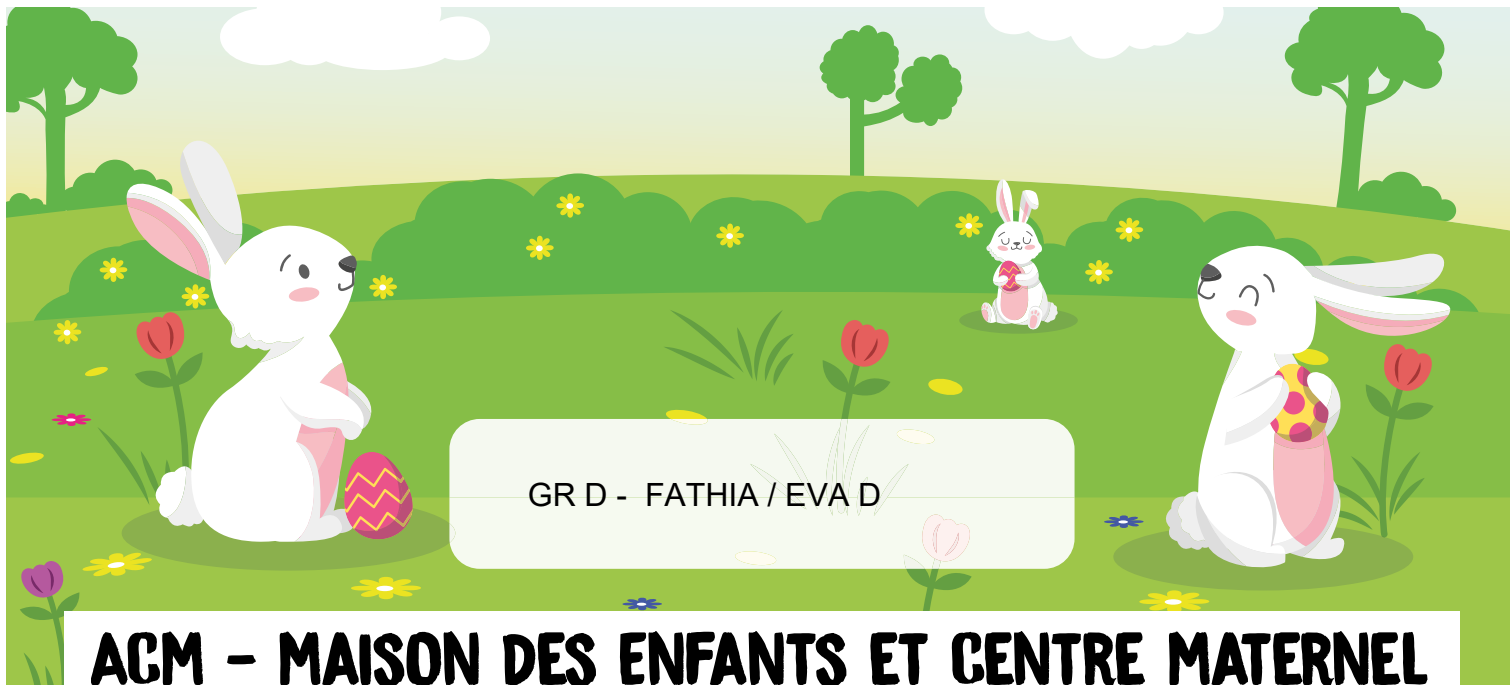 GR D -  FATHIA / EVA D
ACM - MAISON DES ENFANTS ET CENTRE MATERNEL